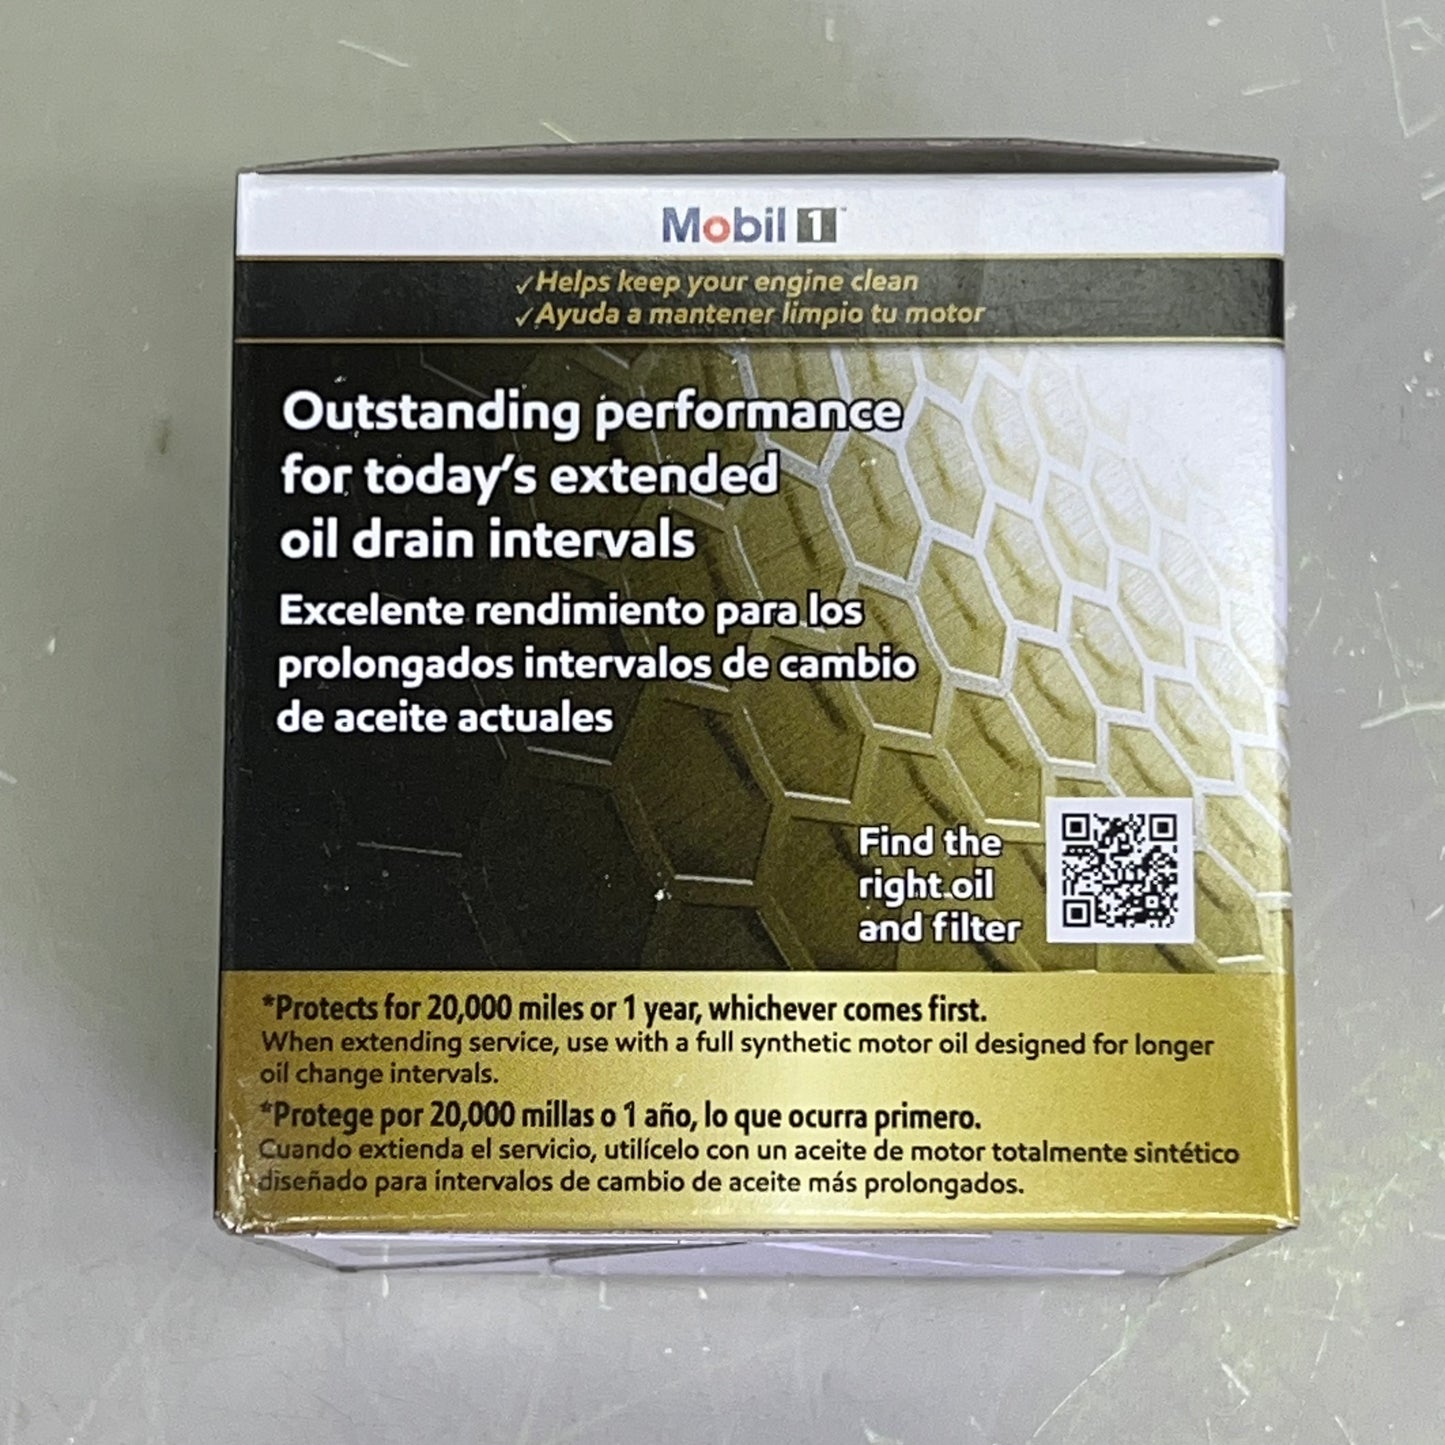 Mobil 1™
✓Helps keep your engine clean
✓Ayuda a mantener limpio tu motor
Outstanding performance
for today's extended
oil drain intervals
Excelente rendimiento para los
prolongados intervalos de cambio
de aceite actuales
Find the
right oil
and filter
*Protects for 20,000 miles or 1 year, whichever comes first.
When extending service, use with a full synthetic motor oil designed for longer
oil change intervals.
*Protege por 20,000 millas o 1 año, lo que ocurra primero.
Cuando extienda el servicio, utilícelo con un aceite de motor totalmente sintético
diseñado para intervalos de cambio de aceite más prolongados.